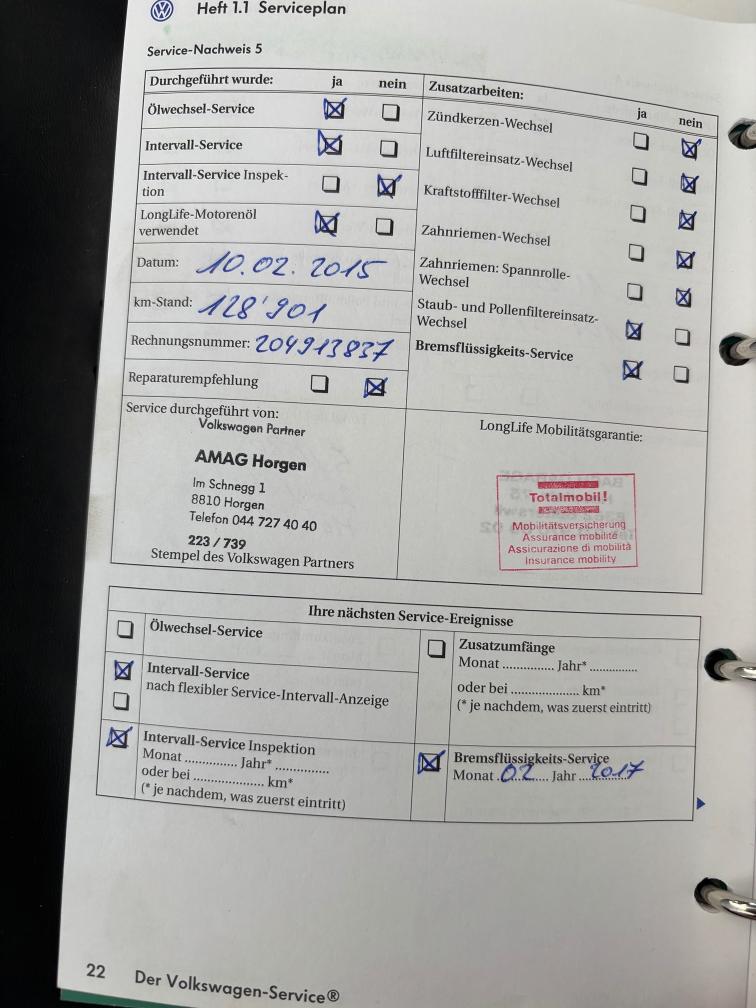 Heft 1.1 Serviceplan
Service-Nachweis 5
Durchgeführt wurde: ja nein
Ölwechsel-Service
Intervall-Service
Intervall-Service Inspek-
tion
LongLife-Motorenöl
verwendet
Datum: 10.02.2015
km-Stand: 128'901
Rechnungsnummer: 204913837
Reparaturempfehlung
Zusatzarbeiten:
ja nein
Zündkerzen-Wechsel
Luftfiltereinsatz-Wechsel
Kraftstofffilter-Wechsel
Zahnriemen-Wechsel
Zahnriemen: Spannrolle-
Wechsel
Staub- und Pollenfiltereinsatz-
Wechsel
Bremsflüssigkeits-Service
Service durchgeführt von:
Volkswagen Partner
AMAG Horgen
Im Schnegg 1
8810 Horgen
Telefon 044 727 40 40
223 / 739
Stempel des Volkswagen Partners
LongLife Mobilitätsgarantie:
Totalmobil!
Mobilitätsversicherung
Assurance mobilité
Assicurazione di mobilità
Insurance mobility
Ihre nächsten Service-Ereignisse
Ölwechsel-Service
Intervall-Service
nach flexibler Service-Intervall-Anzeige
Intervall-Service Inspektion
Monat ............... Jahr* ...............
oder bei .................... km*
(* je nachdem, was zuerst eintritt)
Zusatzumfänge
Monat ............... Jahr* ..............
oder bei .................... km*
(* je nachdem, was zuerst eintritt)
Bremsflüssigkeits-Service
Monat 02 Jahr 2017
22 Der Volkswagen-Service®